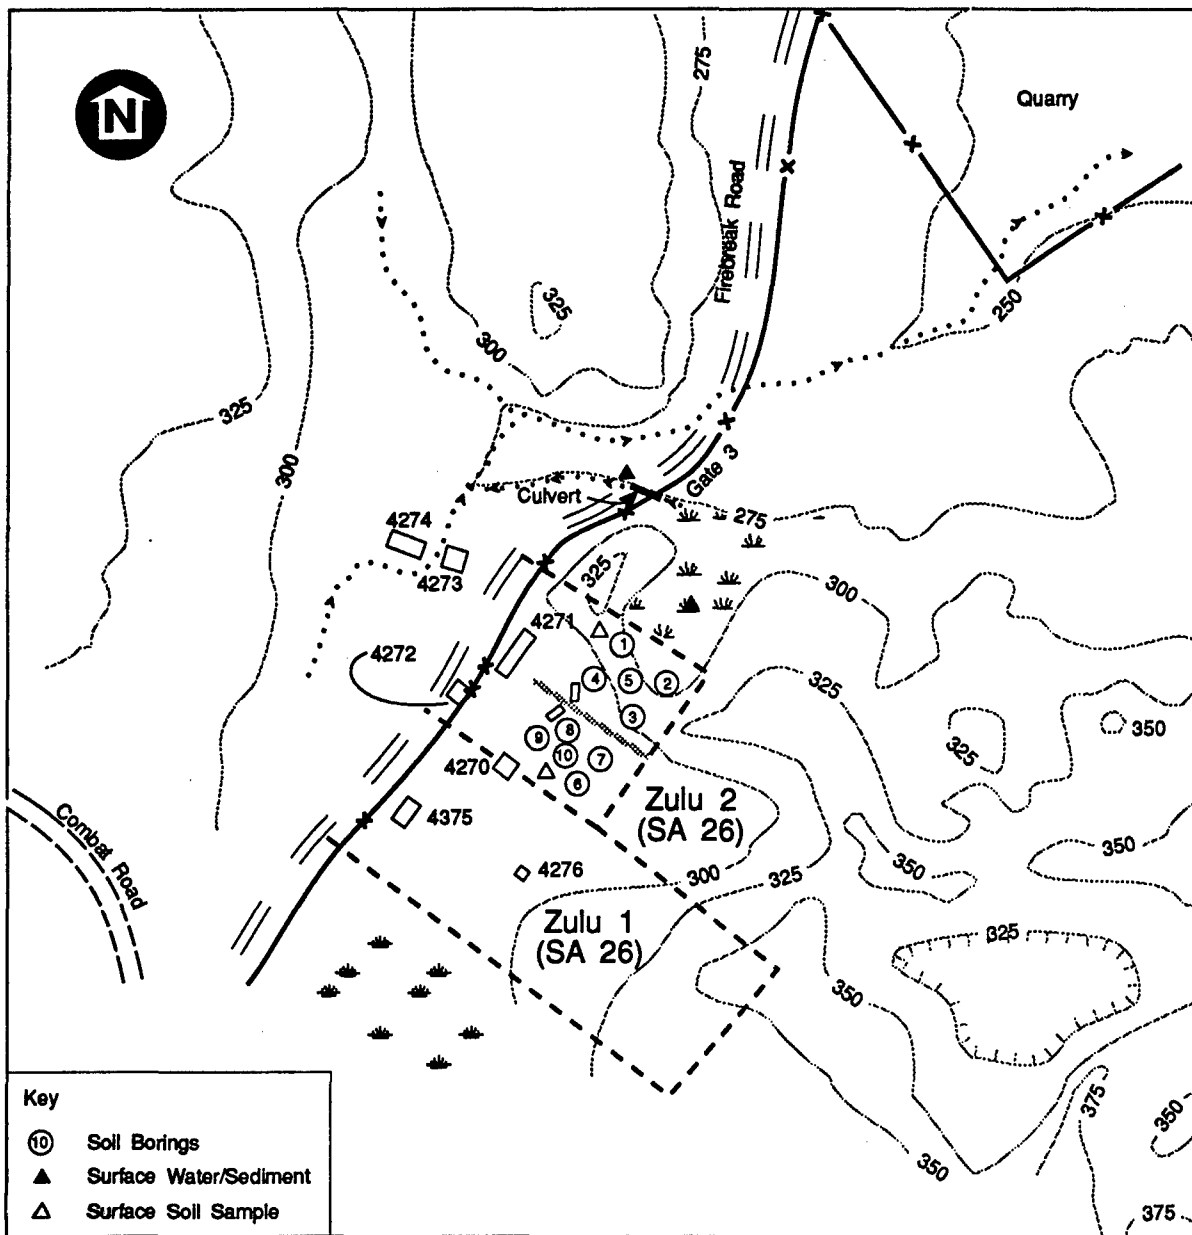 N
275
Quarry
Firebreak Road
325
250
300
325
300
Gate 3
Culvert
275
4274
4273
325
300
4271
4272
1
4
5
2
325
3
350
9
8
325
10
7
4270
6
Zulu 2
(SA 26)
4375
Combat Road
350
350
4276
300
325
Zulu 1
(SA 26)
325
350
375
350
350
375
Key
10 Soil Borings
Surface Water/Sediment
Surface Soil Sample